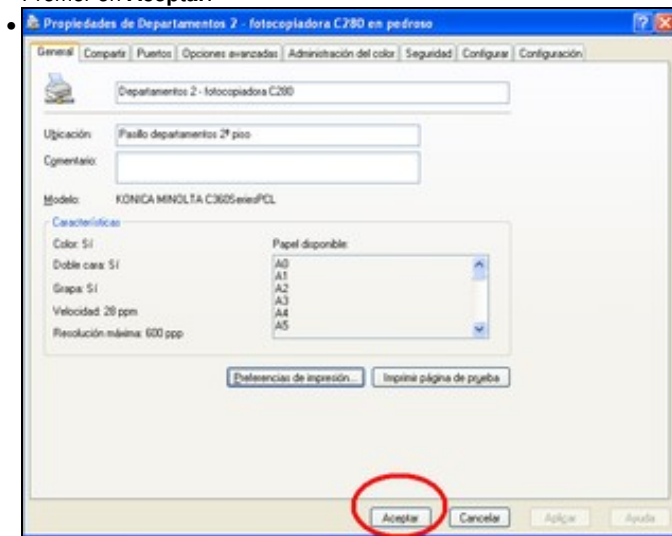 Propiedades de Departamentos 2 - fotocopiadora C280 en pedroso
General Compartir Puertos Opciones avanzadas Administración del color Seguridad Configurar Configuración
Departamentos 2 - fotocopiadora C280
Ubicación: Pasillo departamentos 2º piso
Comentario:
Modelo: KONICA MINOLTA C360SeriesPCL
Características
Color: Sí
Papel disponible:
Doble cara: Sí
Grapa: Sí
Velocidad: 28 ppm
Resolución máxima: 600 ppp
A0
A1
A2
A3
A4
A5
Preferencias de impresión... Imprimir página de prueba
Aceptar Cancelar Aplicar Ayuda